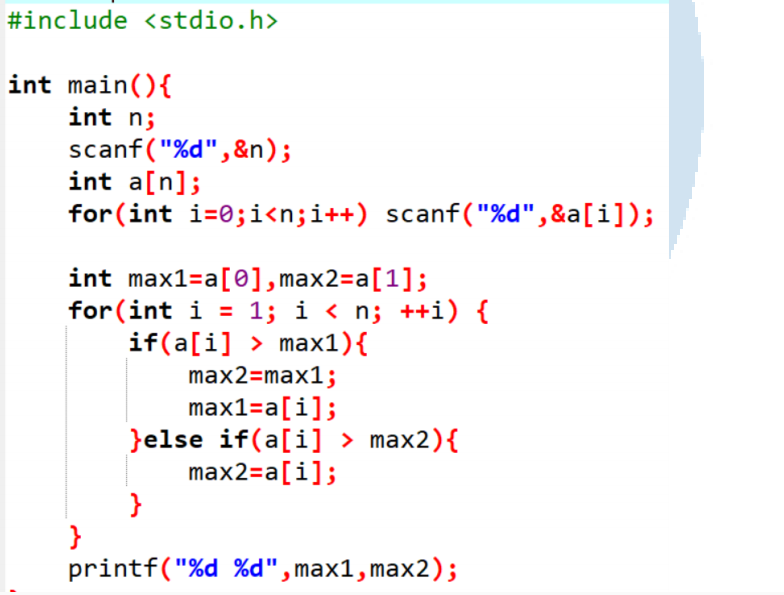 #include <stdio.h>
int main(){
    int n;
    scanf("%d",&n);
    int a[n];
    for(int i=0;i<n;i++) scanf("%d",&a[i]);
    int max1=a[0],max2=a[1];
    for(int i = 1; i < n; ++i) {
        if(a[i] > max1){
            max2=max1;
            max1=a[i];
        }else if(a[i] > max2){
            max2=a[i];
        }
    }
    printf("%d %d",max1,max2);